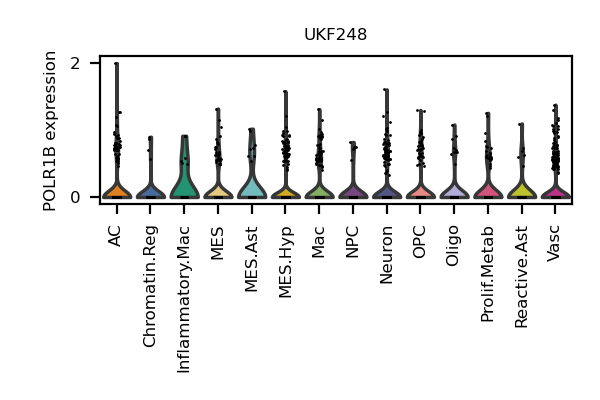 UKF248
POLR1B expression
2
0
AC
Chromatin.Reg
Inflammatory.Mac
MES
MES.Ast
MES.Hyp
Mac
NPC
Neuron
OPC
Oligo
Prolif.Metab
Reactive.Ast
Vasc